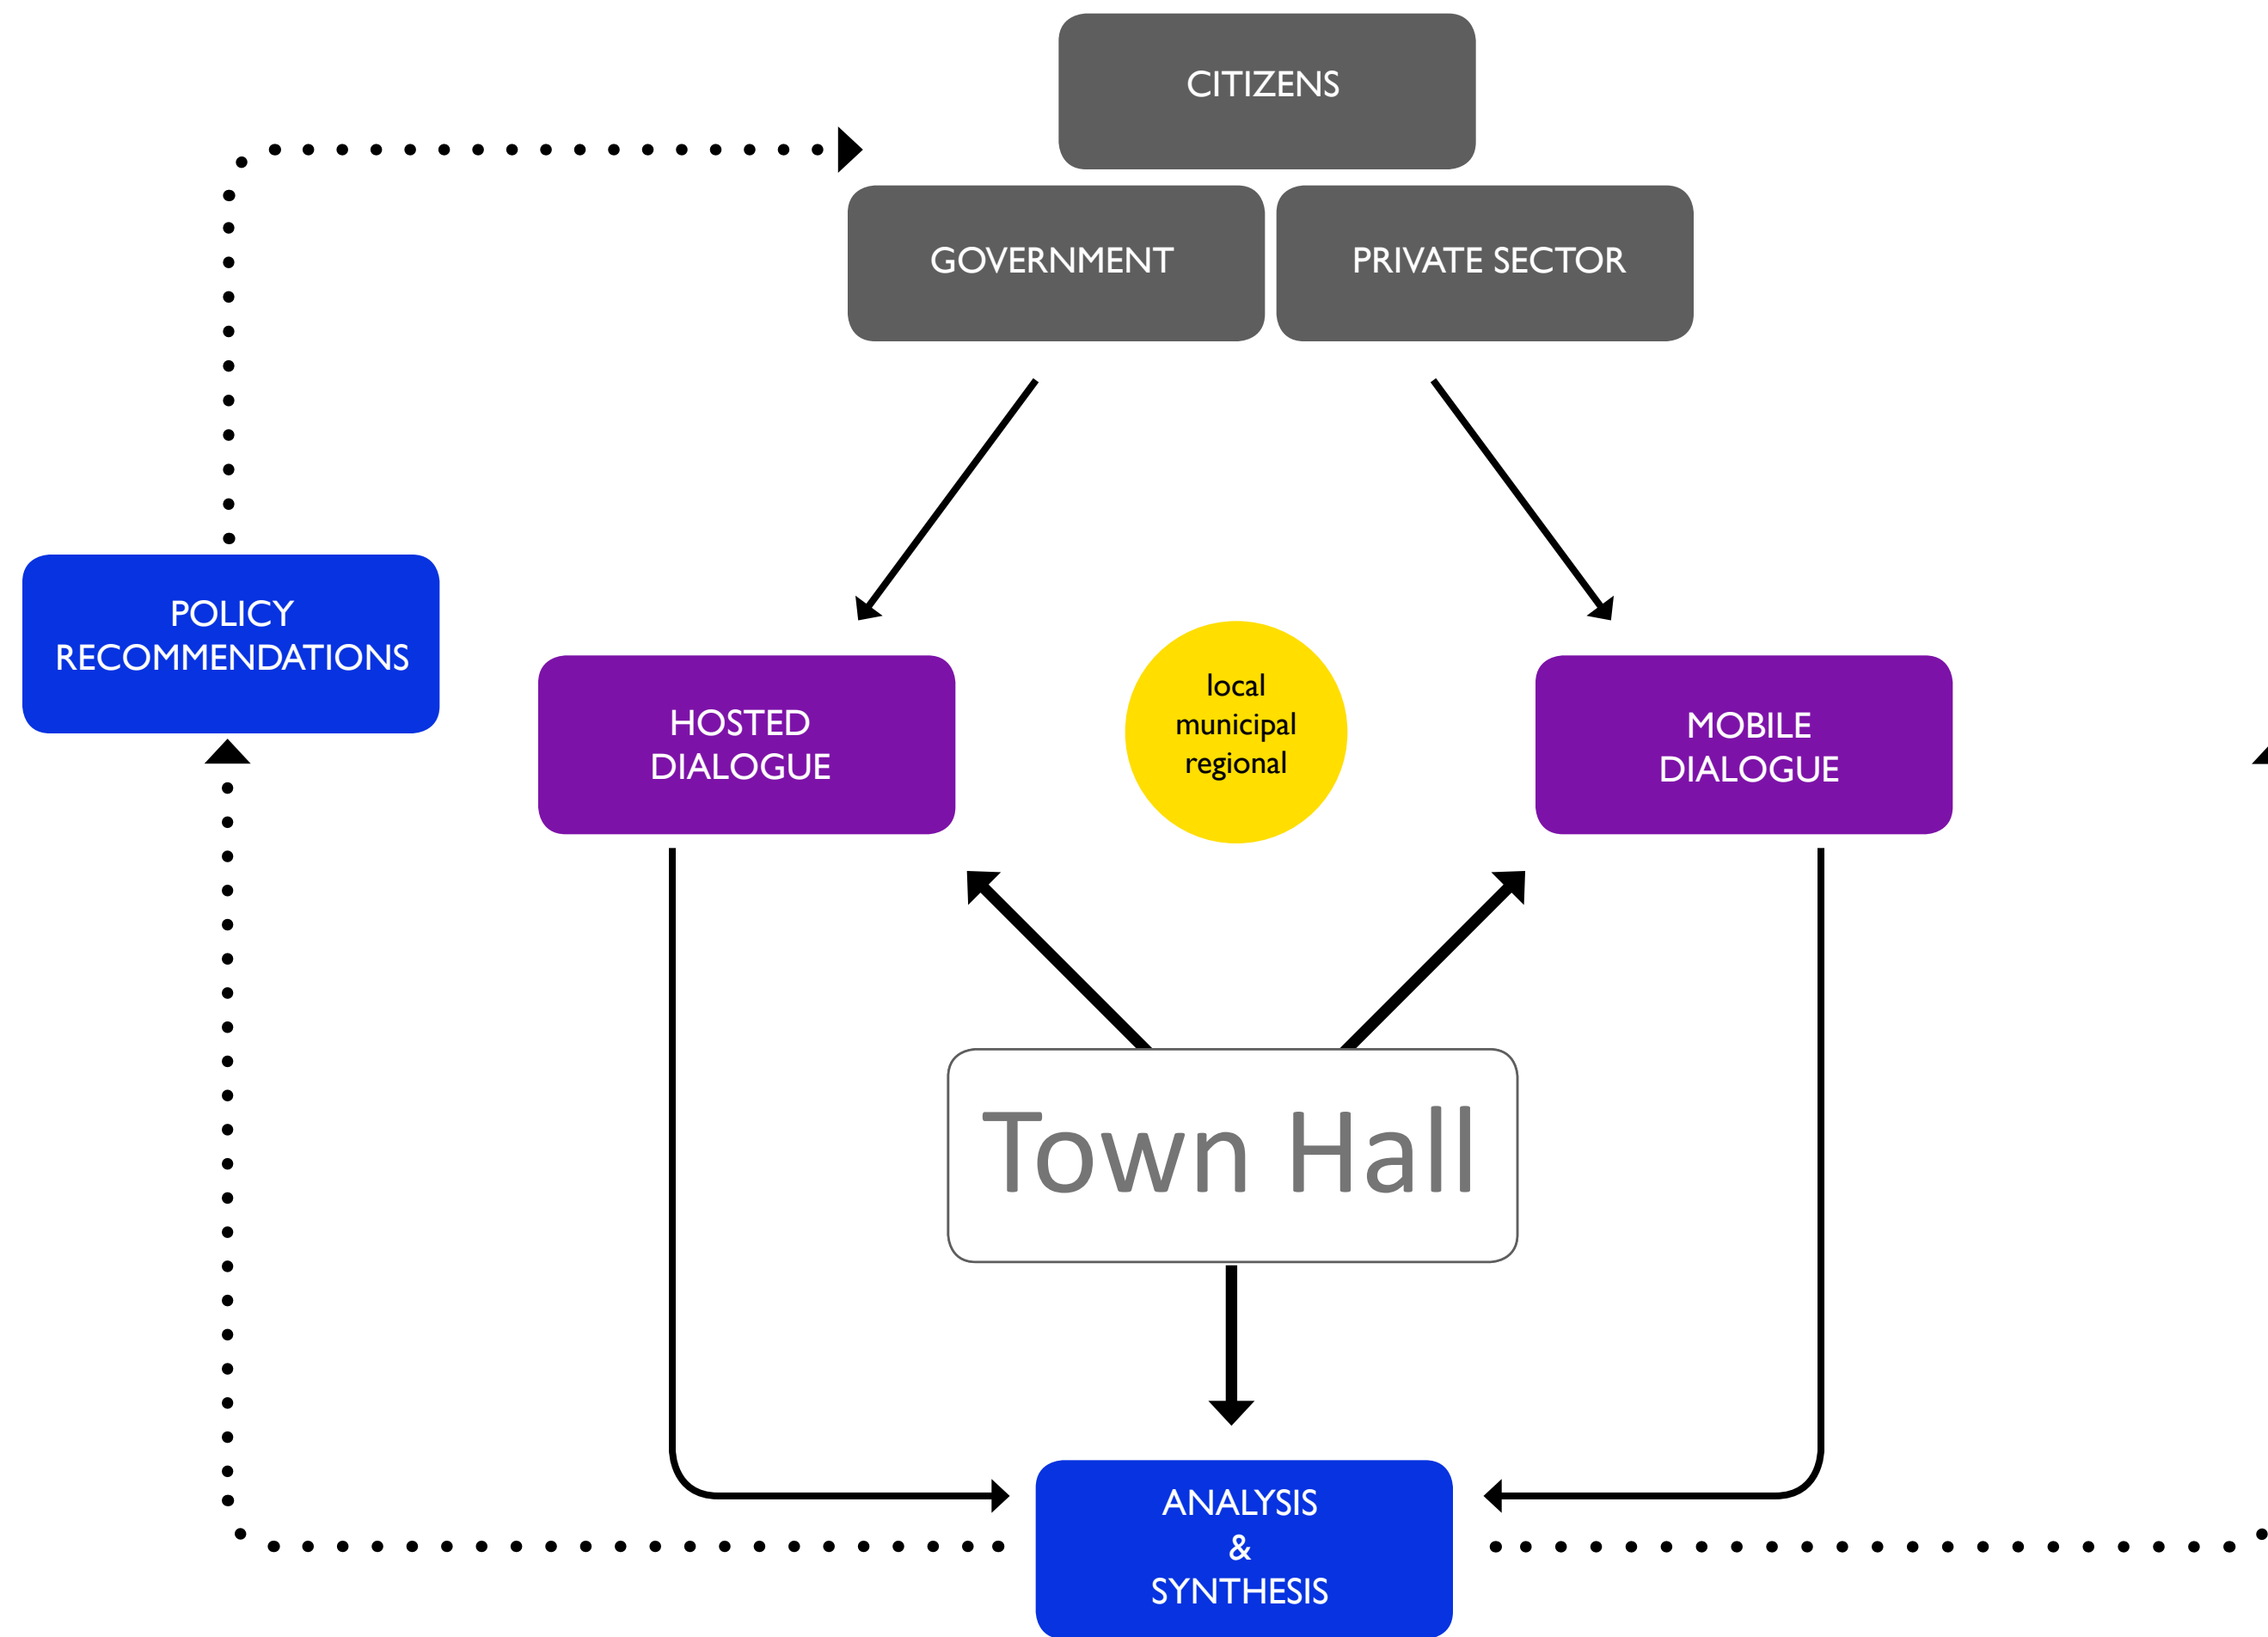 CITIZENS
GOVERNMENT
PRIVATE SECTOR
POLICY
RECOMMENDATIONS
HOSTED
DIALOGUE
local
municipal
regional
MOBILE
DIALOGUE
Town Hall
ANALYSIS
&
SYNTHESIS